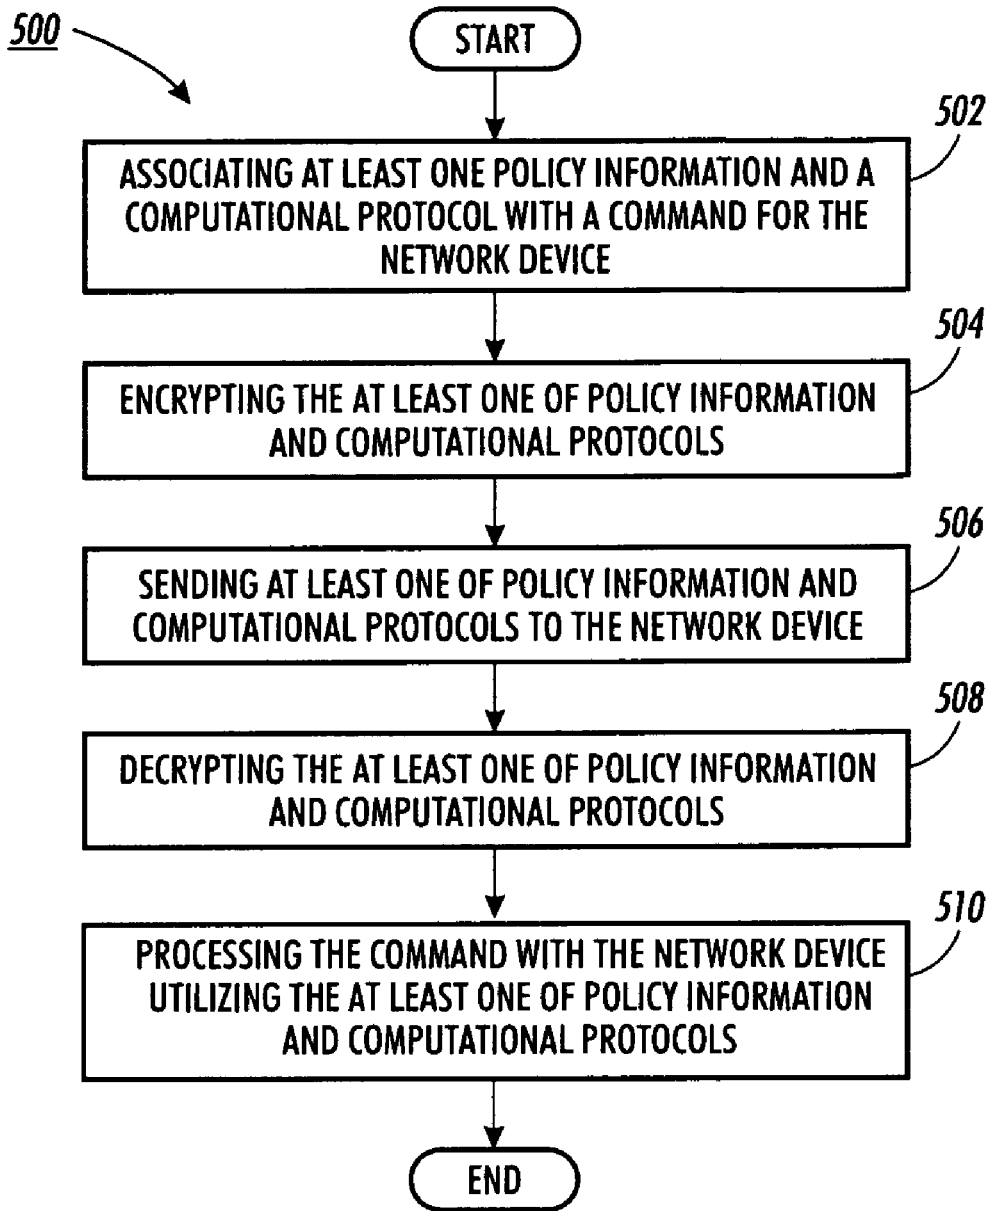 500
START
502
ASSOCIATING AT LEAST ONE POLICY INFORMATION AND A
COMPUTATIONAL PROTOCOL WITH A COMMAND FOR THE
NETWORK DEVICE
504
ENCRYPTING THE AT LEAST ONE OF POLICY INFORMATION
AND COMPUTATIONAL PROTOCOLS
506
SENDING AT LEAST ONE OF POLICY INFORMATION AND
COMPUTATIONAL PROTOCOLS TO THE NETWORK DEVICE
508
DECRYPTING THE AT LEAST ONE OF POLICY INFORMATION
AND COMPUTATIONAL PROTOCOLS
510
PROCESSING THE COMMAND WITH THE NETWORK DEVICE
UTILIZING THE AT LEAST ONE OF POLICY INFORMATION
AND COMPUTATIONAL PROTOCOLS
END